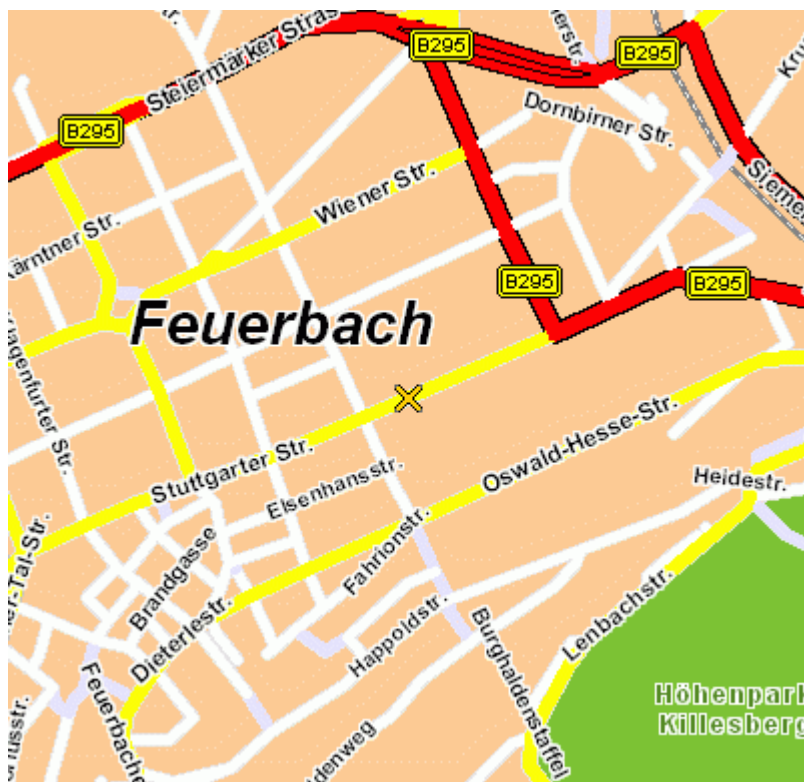 B295
B295
Steiermärker Stras
Dornbirner Str.
B295
Wiener Str.
Kärntner Str.
B295
B295
Feuerbach
Stuttgarter Str.
Oswald-Hesse-Str.
Elsenhansstr.
Heidestr.
Brandgasse
Fahrionstr.
Dieterlestr.
Happoldstr.
Lenbachstr.
Burghaldenstaffel
Feuerbache
Höhenpark
Killesberg